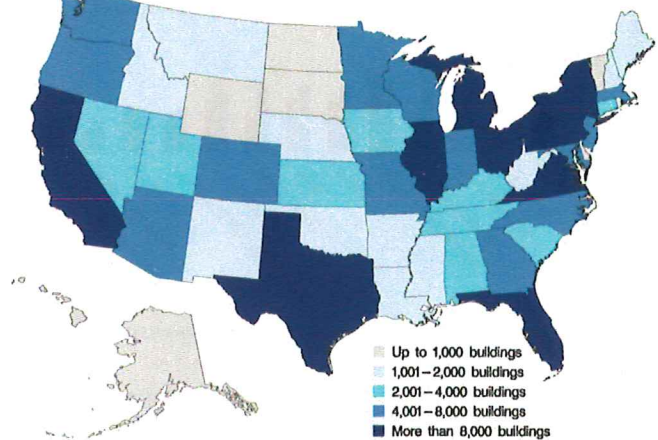 Up to 1,000 buildings
1,001–2,000 buildings
2,001–4,000 buildings
4,001–8,000 buildings
More than 8,000 buildings